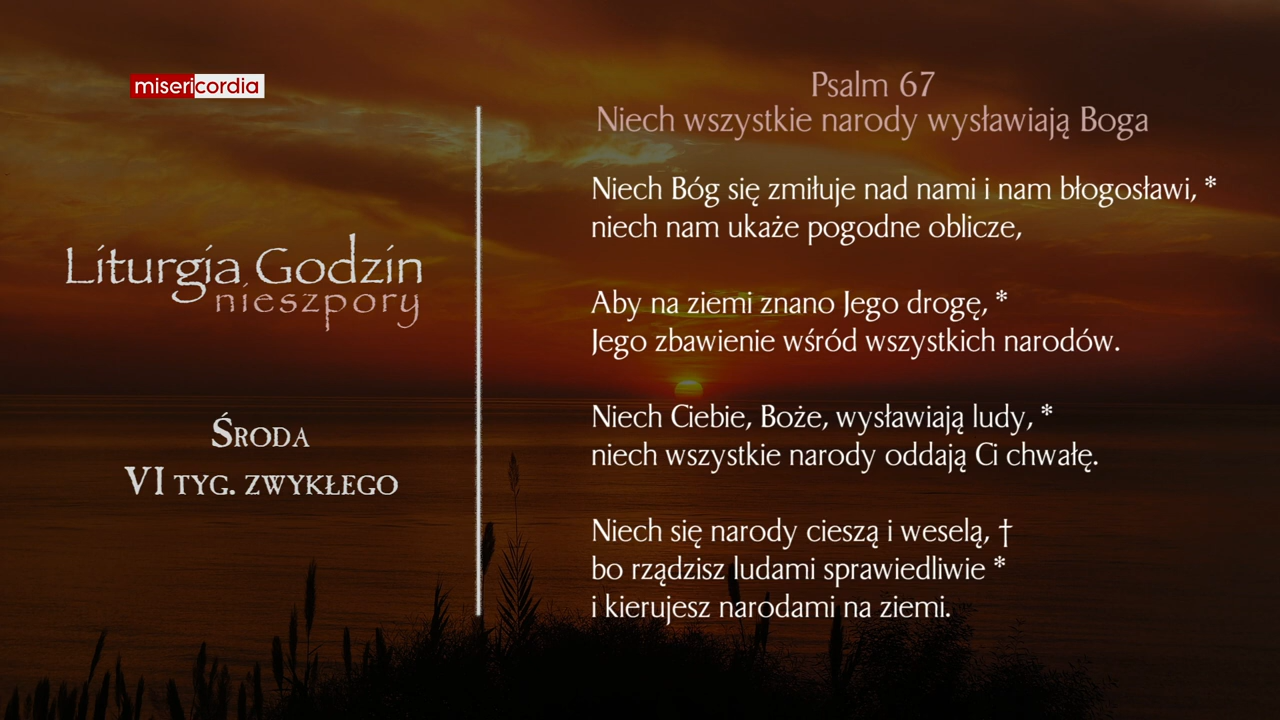 misericordia
Liturgia Godzin
nieszpory
Środa
VI tyg. zwykłego
Psalm 67
Niech wszystkie narody wysławiają Boga
Niech Bóg się zmiłuje nad nami i nam błogosławi, *
niech nam ukaże pogodne oblicze,
Aby na ziemi znano Jego drogę, *
Jego zbawienie wśród wszystkich narodów.
Niech Ciebie, Boże, wysławiają ludy, *
niech wszystkie narody oddają Ci chwałę.
Niech się narody cieszą i weselą, †
bo rządzisz ludami sprawiedliwie *
i kierujesz narodami na ziemi.